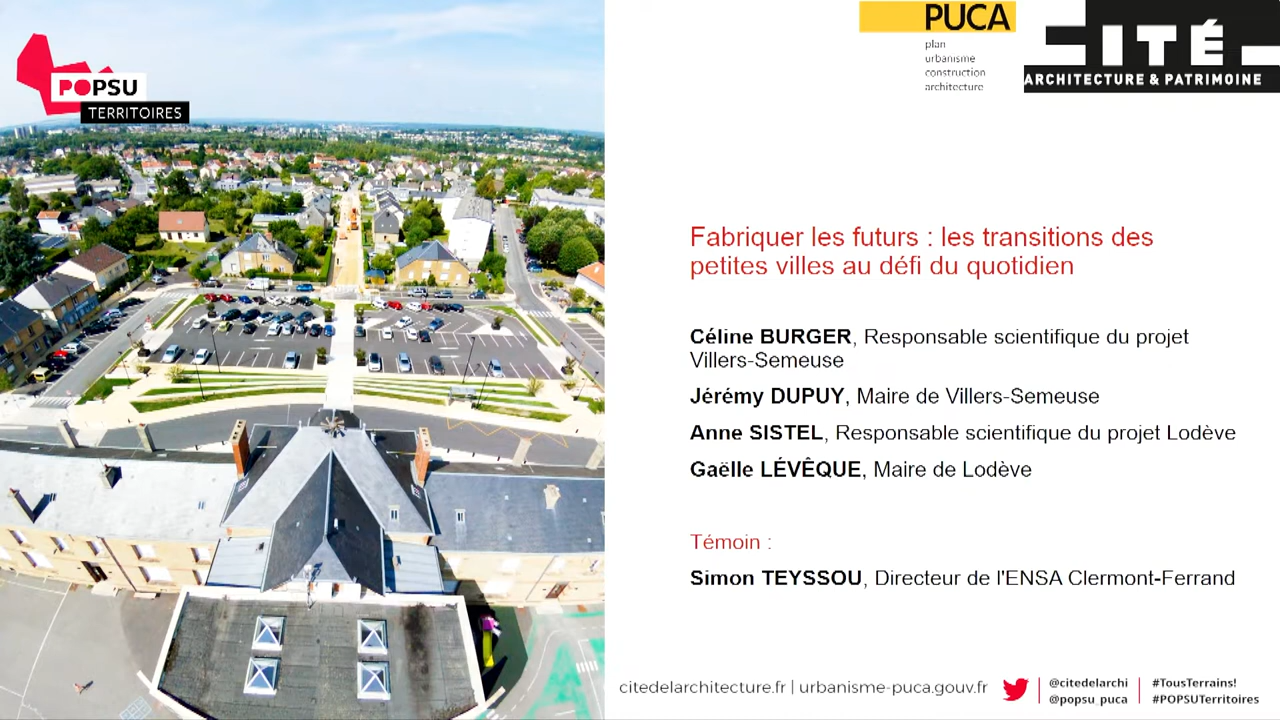 POPSU
TERRITOIRES
PUCA
plan
urbanisme
construction
architecture
CITÉ
ARCHITECTURE & PATRIMOINE
Fabriquer les futurs : les transitions des
petites villes au défi du quotidien
Céline BURGER, Responsable scientifique du projet
Villers-Semeuse
Jérémy DUPUY, Maire de Villers-Semeuse
Anne SISTEL, Responsable scientifique du projet Lodève
Gaëlle LÉVÊQUE, Maire de Lodève
Témoin :
Simon TEYSSOU, Directeur de l'ENSA Clermont-Ferrand
citedelarchitecture.fr | urbanisme-puca.gouv.fr
@citedelarchi
@popsu_puca
#TousTerrains!
#POPSUTerritoires